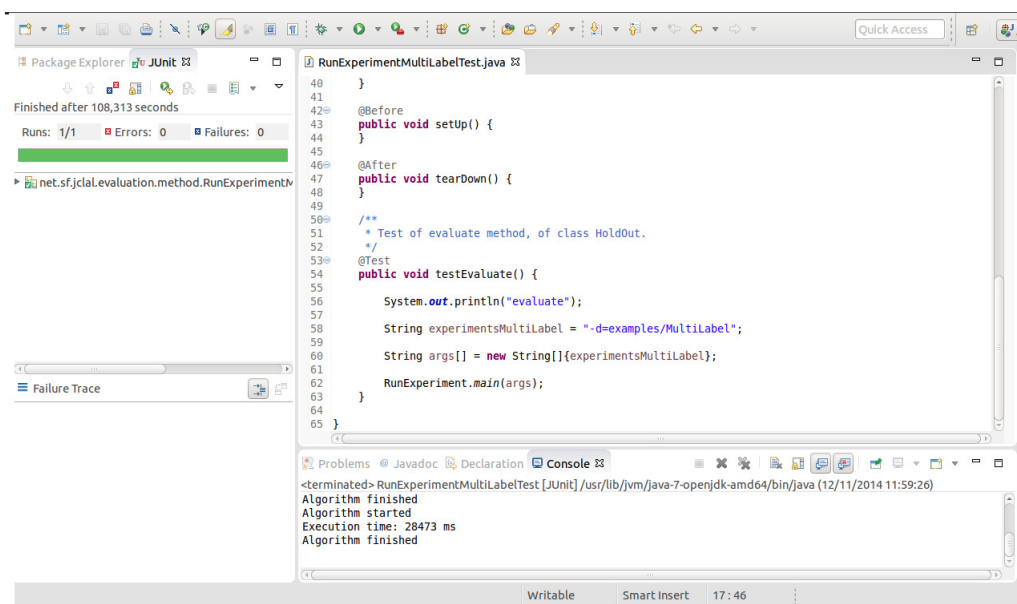 Quick Access
Package Explorer JUnit
Finished after 108,313 seconds
Runs: 1/1 Errors: 0 Failures: 0
net.sf.jclal.evaluation.method.RunExperimentM
Failure Trace
RunExperimentMultiLabelTest.java
40 }
41
42 @Before
43 public void setUp() {
44 }
45
46 @After
47 public void tearDown() {
48 }
49
50 /**
51 * Test of evaluate method, of class HoldOut.
52 */
53 @Test
54 public void testEvaluate() {
55
56 System.out.println("evaluate");
57
58 String experimentsMultiLabel = "-d=examples/MultiLabel";
59
60 String args[] = new String[]{experimentsMultiLabel};
61
62 RunExperiment.main(args);
63 }
64
65 }
Problems @ Javadoc Declaration Console
<terminated> RunExperimentMultiLabelTest [JUnit] /usr/lib/jvm/java-7-openjdk-amd64/bin/java (12/11/2014 11:59:26)
Algorithm finished
Algorithm started
Execution time: 28473 ms
Algorithm finished
Writable Smart Insert 17 : 46